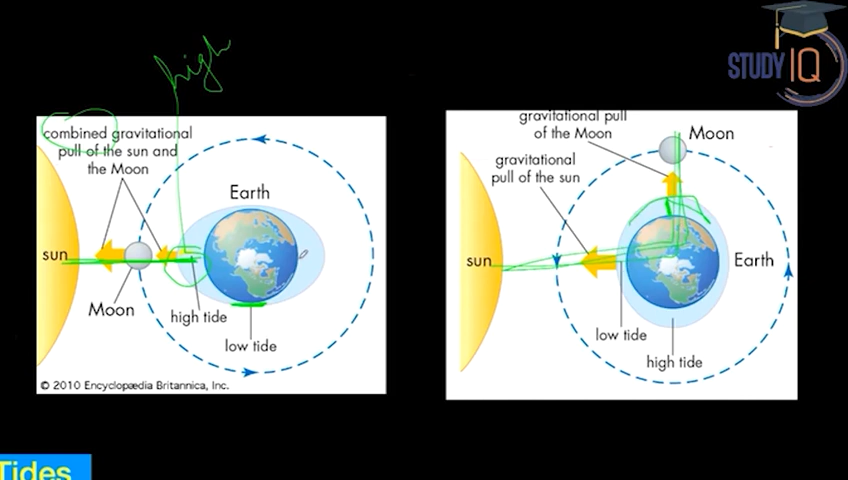 high
STUDY IQ
combined gravitational
pull of the sun and
the Moon
Earth
sun
Moon
high tide
low tide
© 2010 Encyclopædia Britannica, Inc.
gravitational pull
of the Moon
Moon
gravitational
pull of the sun
sun
Earth
low tide
high tide
Tides